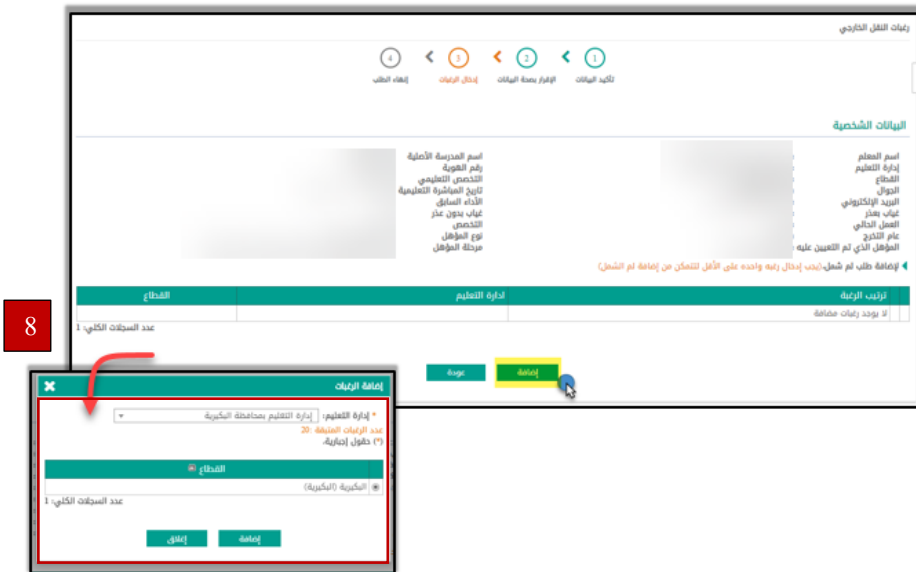 رغبات النقل الخارجي
1 2 3 4
تأكيد البيانات الإقرار بصحة البيانات إدخال الرغبات إنهاء الطلب
البيانات الشخصية
اسم المعلم
إدارة التعليم
القطاع
الجوال
البريد الإلكتروني
غياب بعذر
العمل الحالي
عام التخرج
المؤهل الذي تم التعيين عليه
اسم المدرسة الأصلية
رقم الهوية
التخصص التعليمي
تاريخ المباشرة التعليمية
الأداء السابق
غياب بدون عذر
التخصص
نوع المؤهل
مرحلة المؤهل
لإضافة طلب لم شمل،(يجب إدخال رغبه واحده على الأقل لتتمكن من إضافة لم الشمل)
ترتيب الرغبة ادارة التعليم القطاع
لا يوجد رغبات مضافة
عدد السجلات الكلي: 1
إضافة عودة
8
إضافة الرغبات
* إدارة التعليم: إدارة التعليم بمحافظة البكيرية
عدد الرغبات المتبقة :20
(*) حقول إجبارية.
القطاع
البكيرية (البكيرية)
عدد السجلات الكلي: 1
إضافة إغلاق